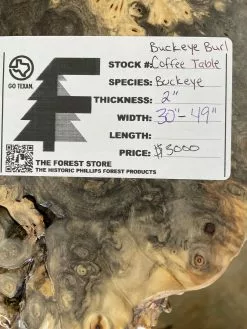 Buckeye Burl
STOCK #: Coffee Table
GO TEXAN.
SPECIES: Buckeye
THICKNESS: 2"
WIDTH: 30" - 49"
LENGTH:
PRICE: $3000
THE FOREST STORE
THE HISTORIC PHILLIPS FOREST PRODUCTS